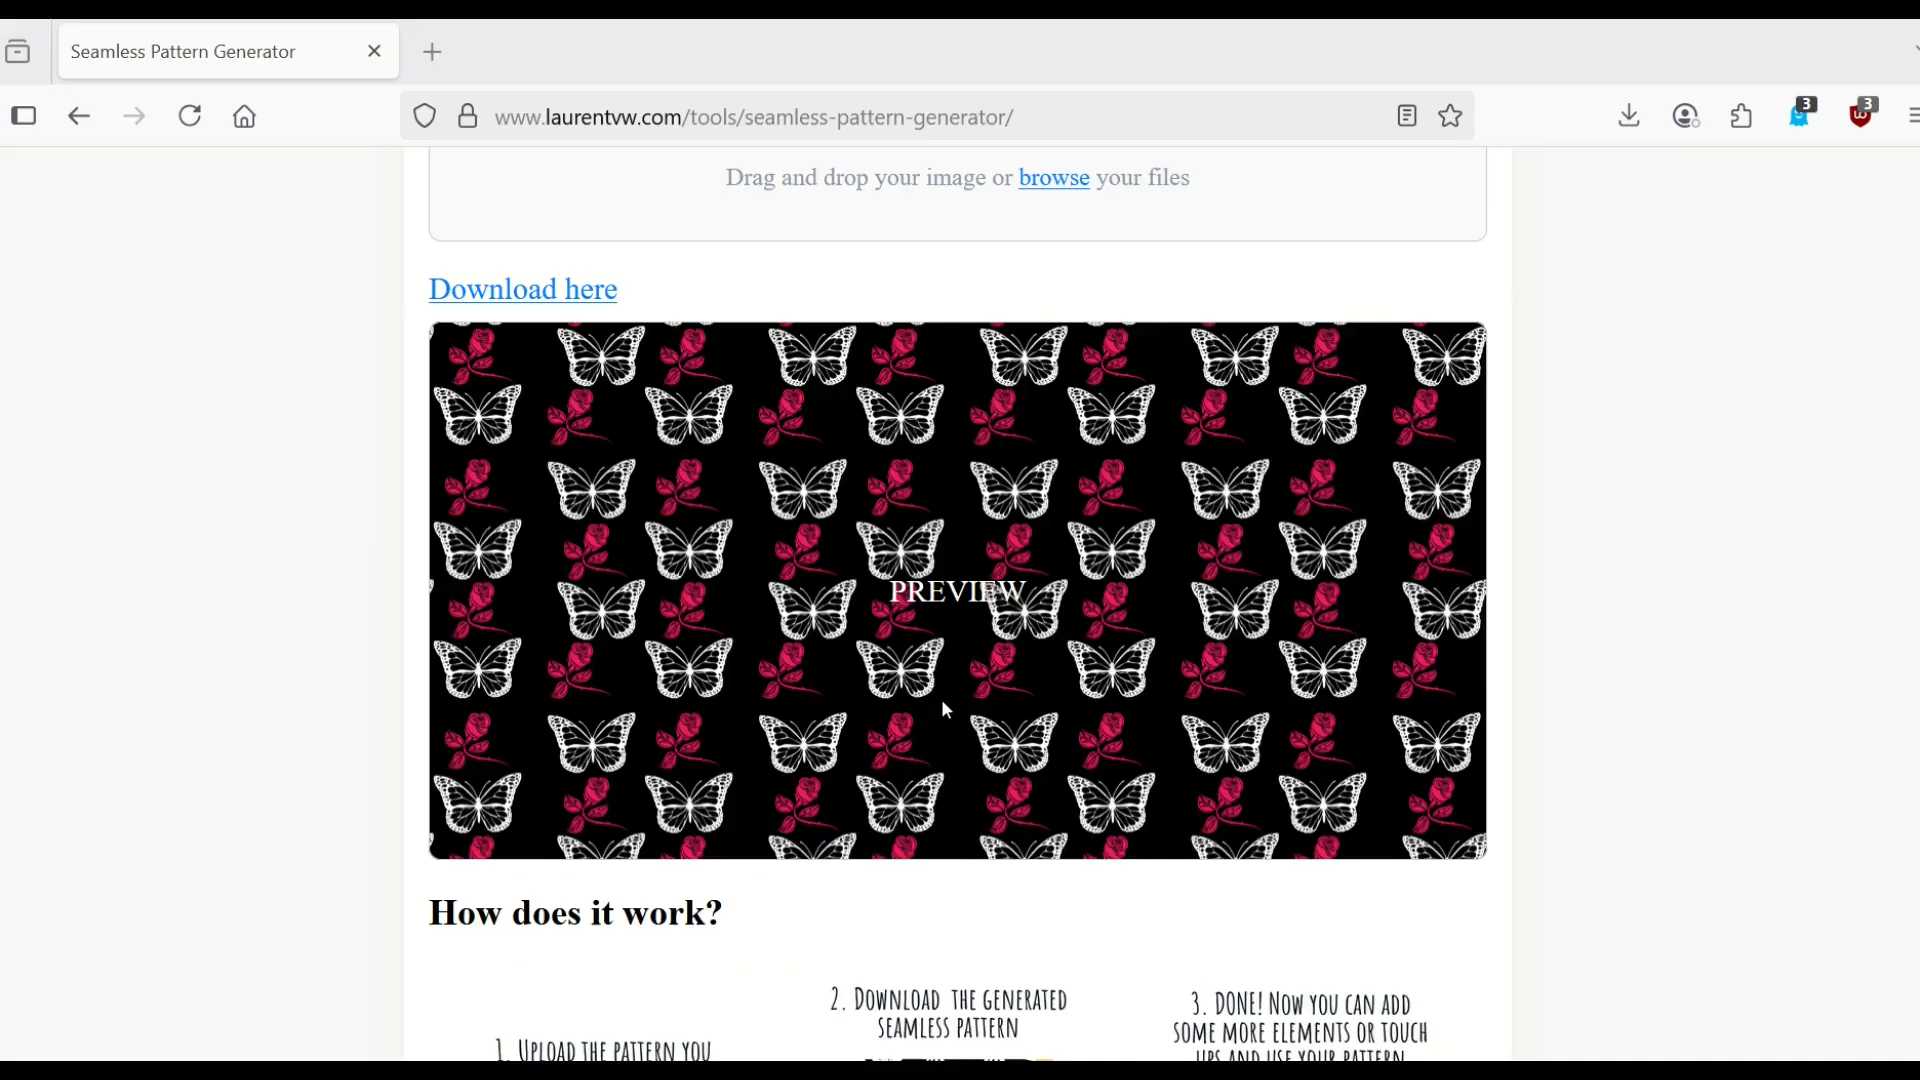 Seamless Pattern Generator
www.laurentvw.com/tools/seamless-pattern-generator/
3
3
Drag and drop your image or browse your files
Download here
PREVIEW
How does it work?
1. UPLOAD THE PATTERN YOU
2. DOWNLOAD THE GENERATED
SEAMLESS PATTERN
3. DONE! NOW YOU CAN ADD
SOME MORE ELEMENTS OR TOUCH
UPS AND USE YOUR PATTERN